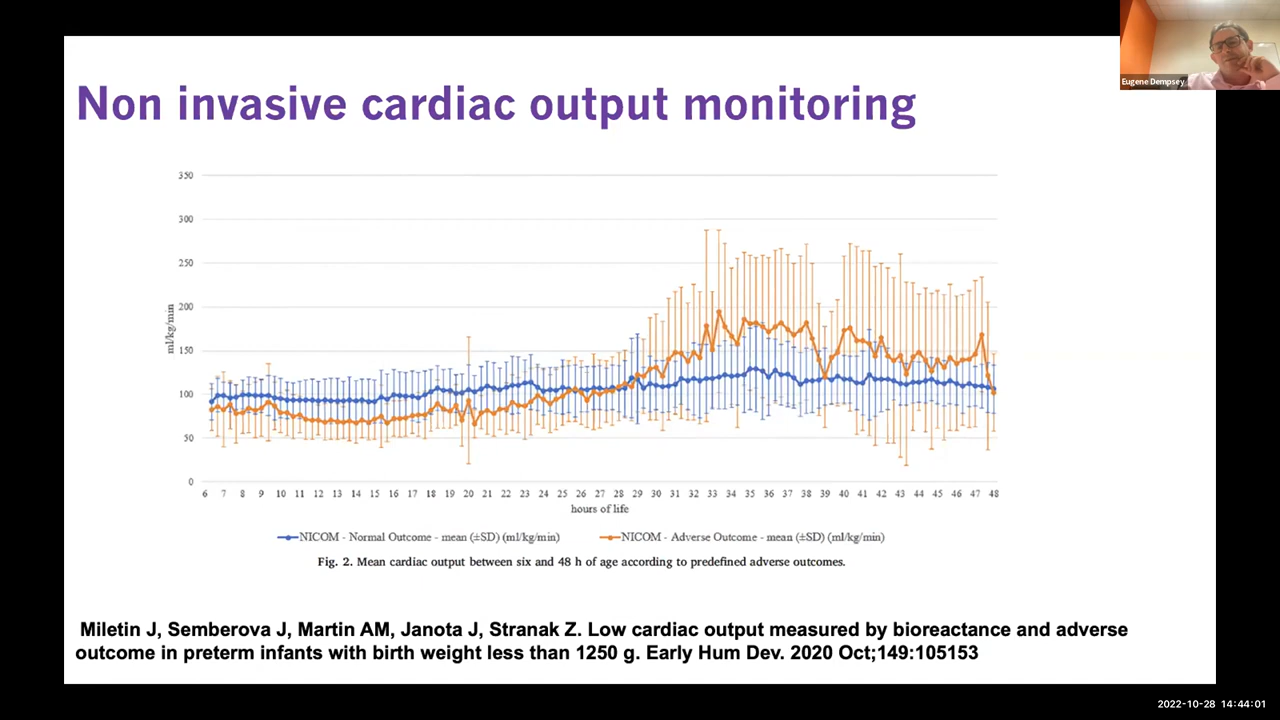 Eugene Dempsey
Non invasive cardiac output monitoring
350
300
250
200
150
100
50
0
ml/kg/min
6 7 8 9 10 11 12 13 14 15 16 17 18 19 20 21 22 23 24 25 26 27 28 29 30 31 32 33 34 35 36 37 38 39 40 41 42 43 44 45 46 47 48
hours of life
NICOM - Normal Outcome - mean (±SD) (ml/kg/min) NICOM - Adverse Outcome - mean (±SD) (ml/kg/min)
Fig. 2. Mean cardiac output between six and 48 h of age according to predefined adverse outcomes.
Miletin J, Semberova J, Martin AM, Janota J, Stranak Z. Low cardiac output measured by bioreactance and adverse
outcome in preterm infants with birth weight less than 1250 g. Early Hum Dev. 2020 Oct;149:105153
2022-10-28 14:44:01